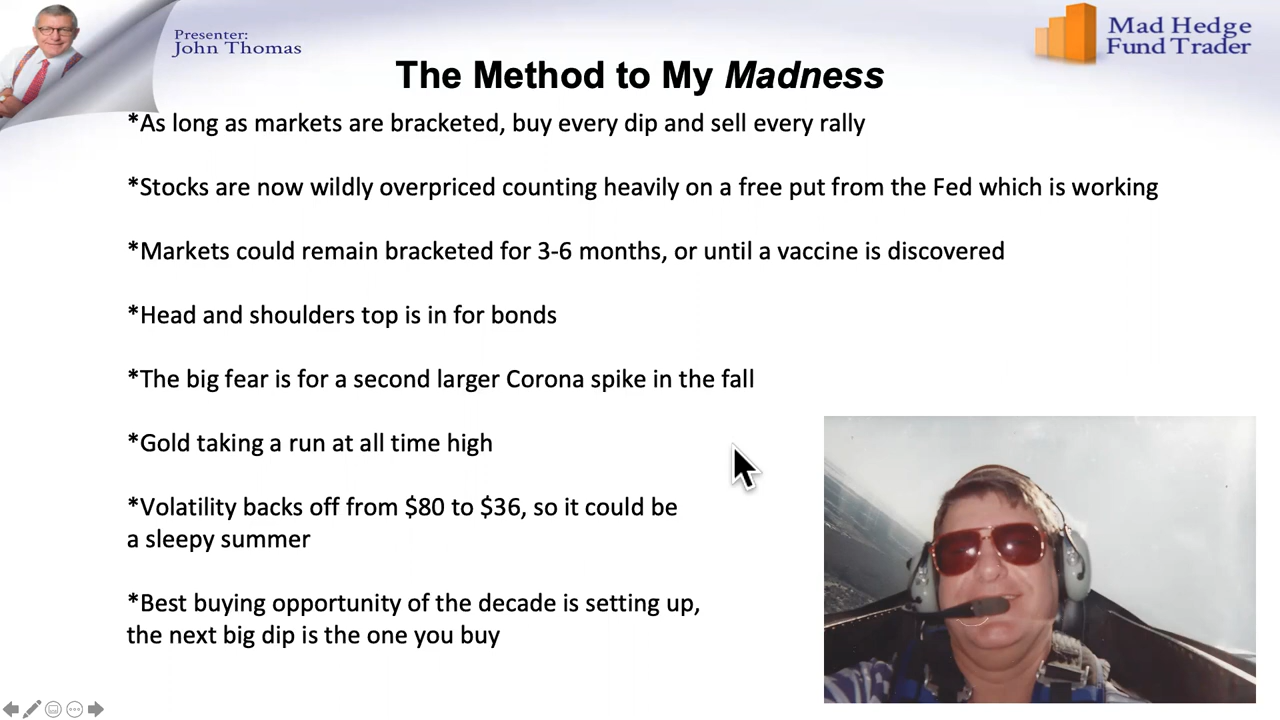 Presenter:
John Thomas
Mad Hedge
Fund Trader
The Method to My Madness
*As long as markets are bracketed, buy every dip and sell every rally
*Stocks are now wildly overpriced counting heavily on a free put from the Fed which is working
*Markets could remain bracketed for 3-6 months, or until a vaccine is discovered
*Head and shoulders top is in for bonds
*The big fear is for a second larger Corona spike in the fall
*Gold taking a run at all time high
*Volatility backs off from $80 to $36, so it could be
a sleepy summer
*Best buying opportunity of the decade is setting up,
the next big dip is the one you buy